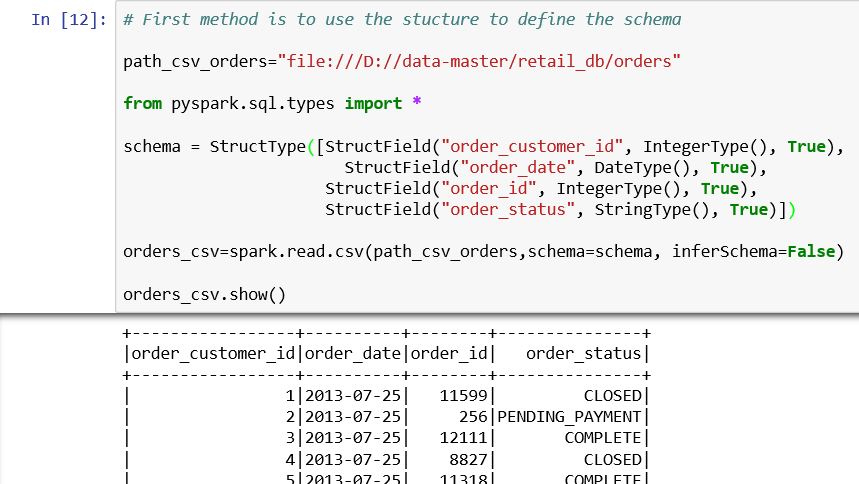 In [12]: # First method is to use the stucture to define the schema
path_csv_orders="file:///D://data-master/retail_db/orders"
from pyspark.sql.types import *
schema = StructType([StructField("order_customer_id", IntegerType(), True),
StructField("order_date", DateType(), True),
StructField("order_id", IntegerType(), True),
StructField("order_status", StringType(), True)])
orders_csv=spark.read.csv(path_csv_orders,schema=schema, inferSchema=False)
orders_csv.show()
+-----------------+----------+--------+---------------+
|order_customer_id|order_date|order_id|   order_status|
+-----------------+----------+--------+---------------+
|                1|2013-07-25|   11599|         CLOSED|
|                2|2013-07-25|     256|PENDING_PAYMENT|
|                3|2013-07-25|   12111|       COMPLETE|
|                4|2013-07-25|    8827|         CLOSED|
|                5|2013-07-25|   11318|       COMPLETE|